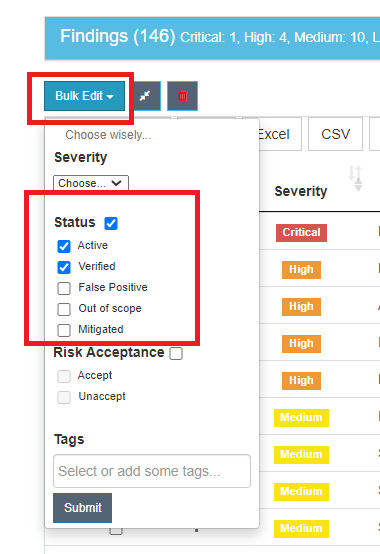 Findings (146) Critical: 1, High: 4, Medium: 10, L
Bulk Edit
Choose wisely...
Excel
CSV
Severity
Choose...
Severity
Status
Active
Verified
False Positive
Out of scope
Mitigated
Risk Acceptance
Accept
Unaccept
Tags
Select or add some tags...
Submit
Critical
High
High
High
High
Medium
Medium
Medium
Medium